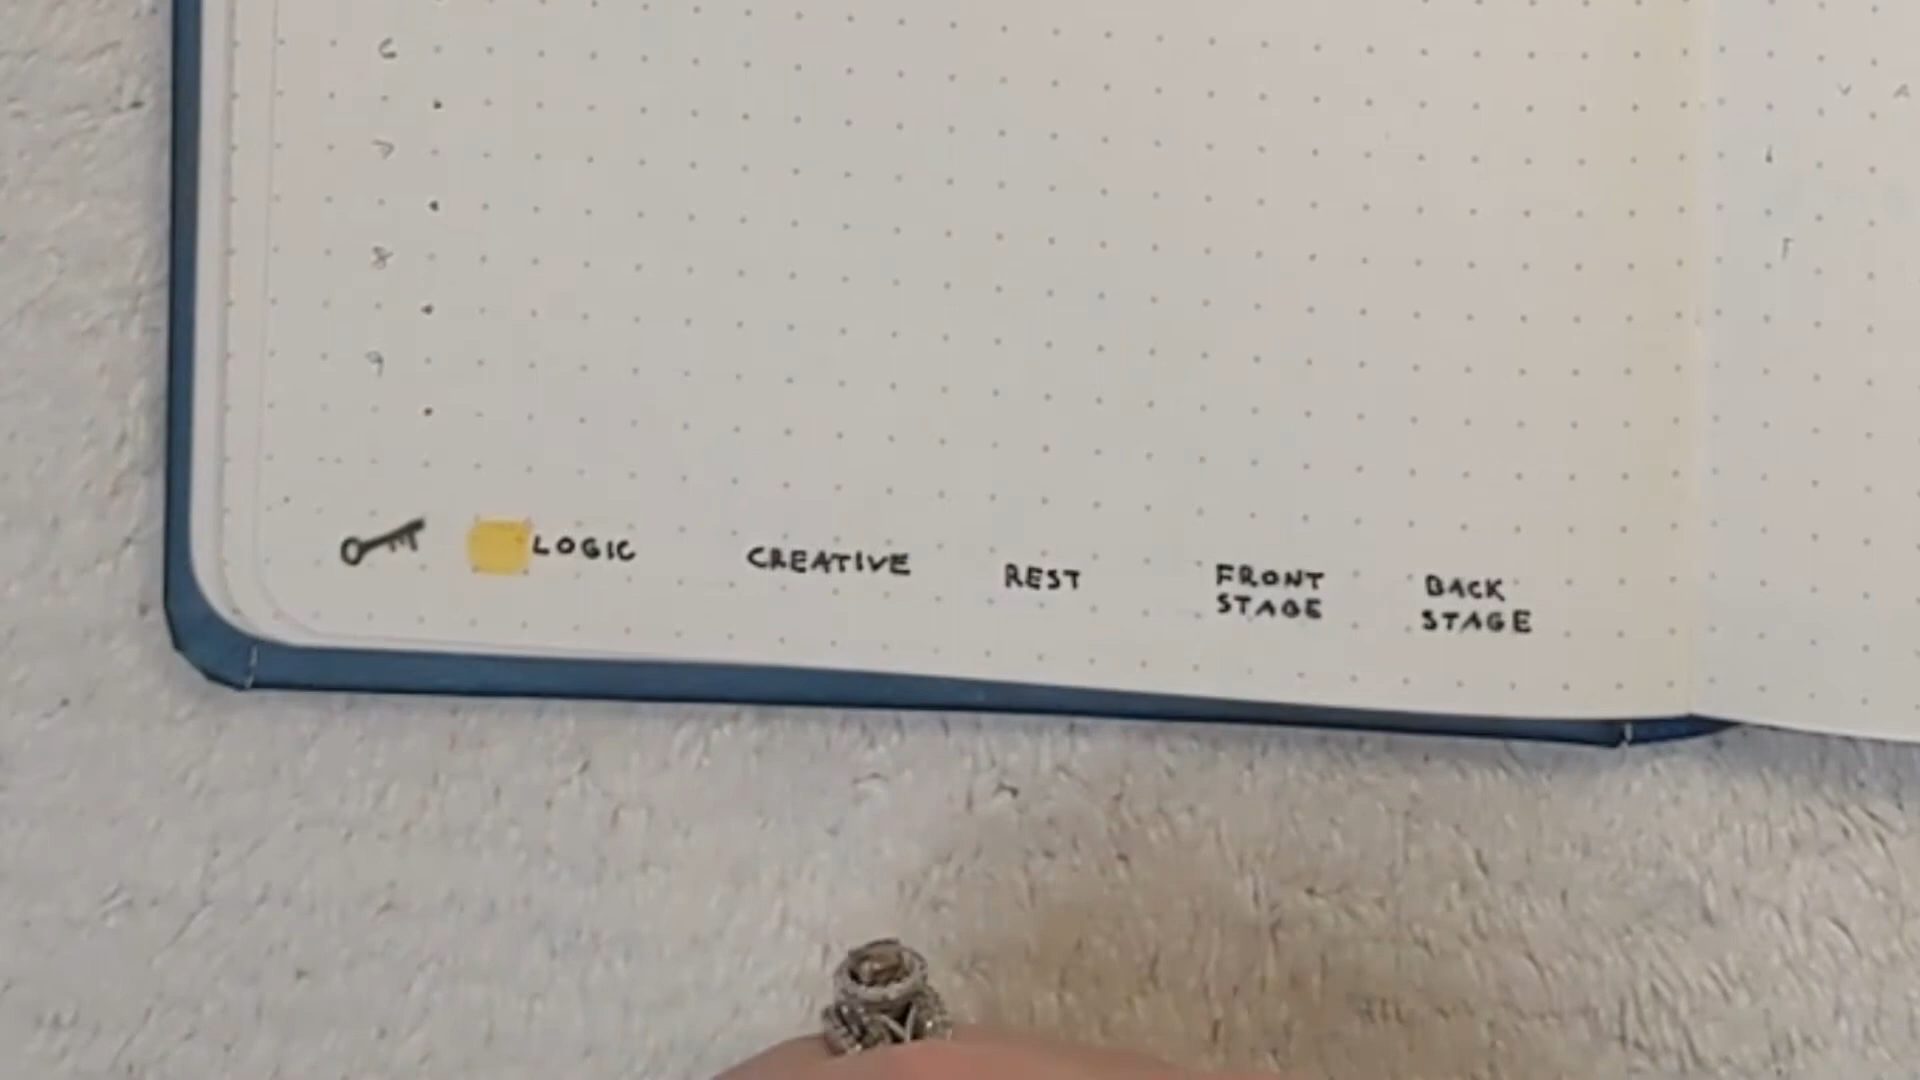 6
7
8
9
LOGIC
CREATIVE
REST
FRONT
STAGE
BACK
STAGE
V A